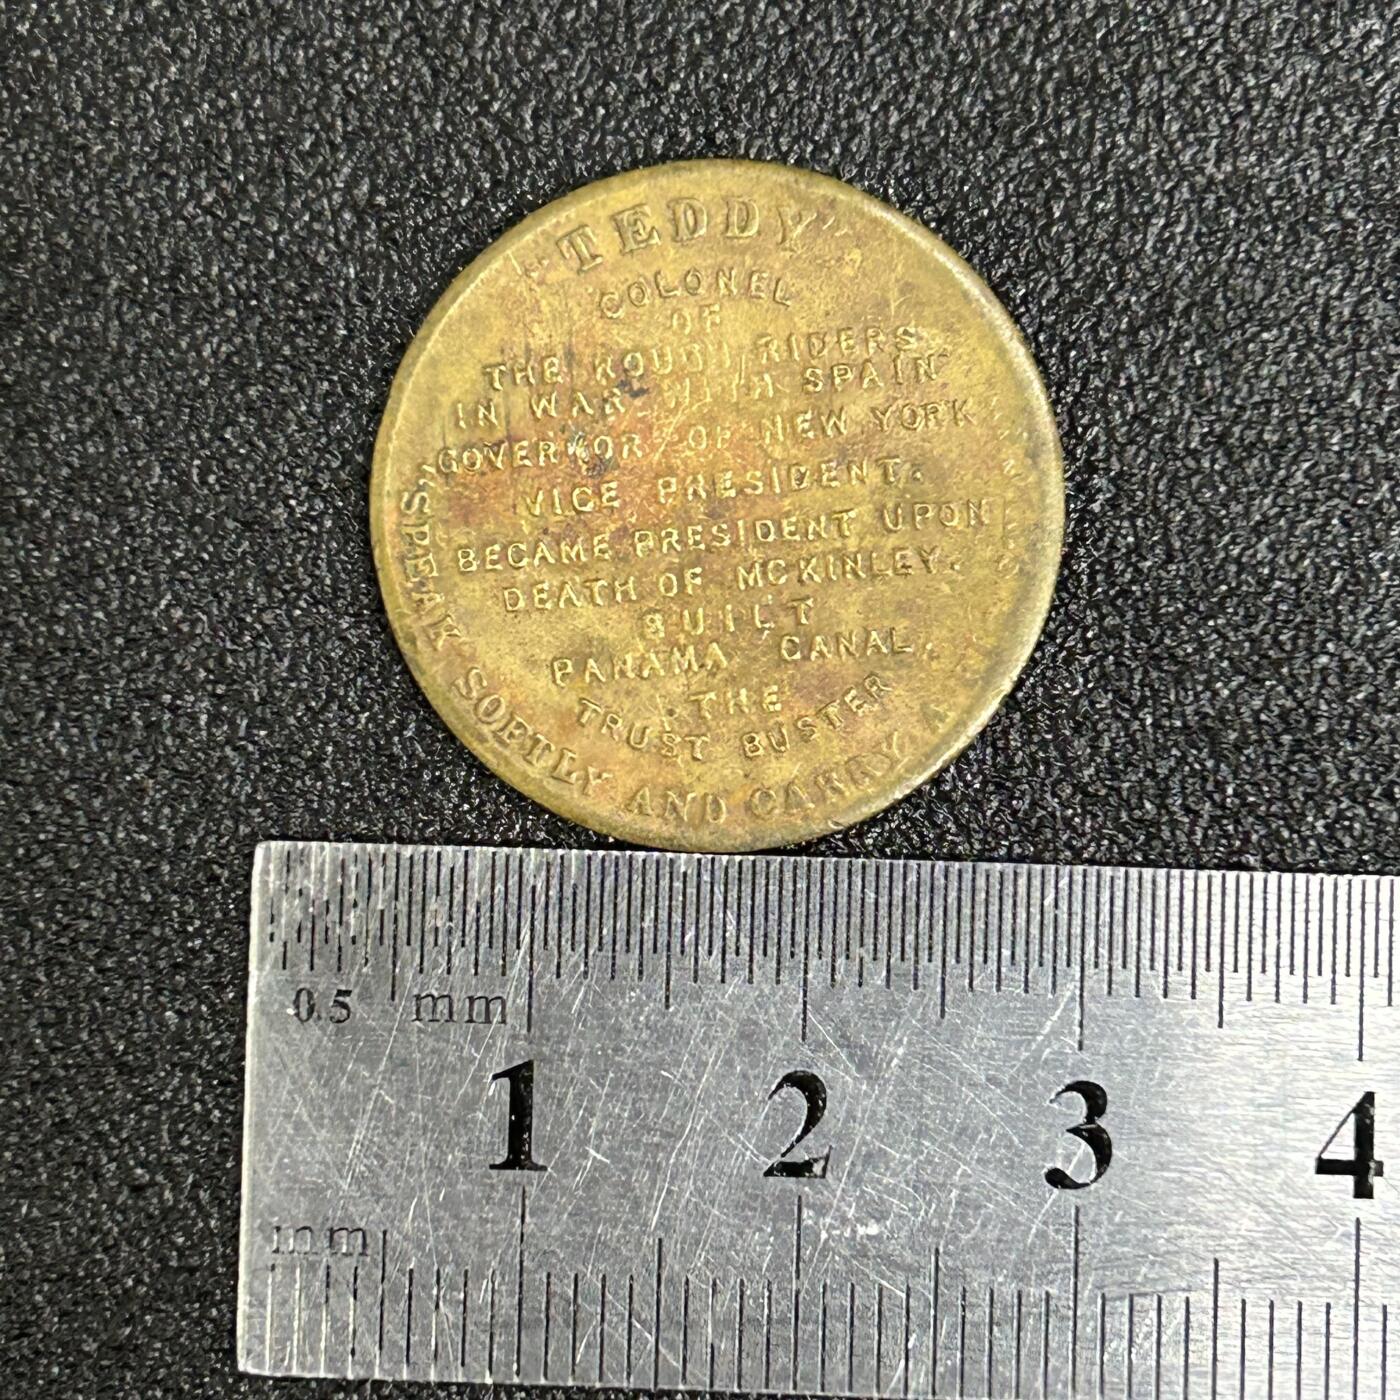 "TEDDY"
COLONEL
OF
THE ROUGH RIDERS
IN WAR WITH SPAIN
GOVERNOR OF NEW YORK
VICE PRESIDENT.
BECAME PRESIDENT UPON
DEATH OF MCKINLEY.
BUILT
PANAMA CANAL.
THE
TRUST BUSTER
"SPEAK SOFTLY AND CARRY A
0.5 mm
1 2 3 4
mm